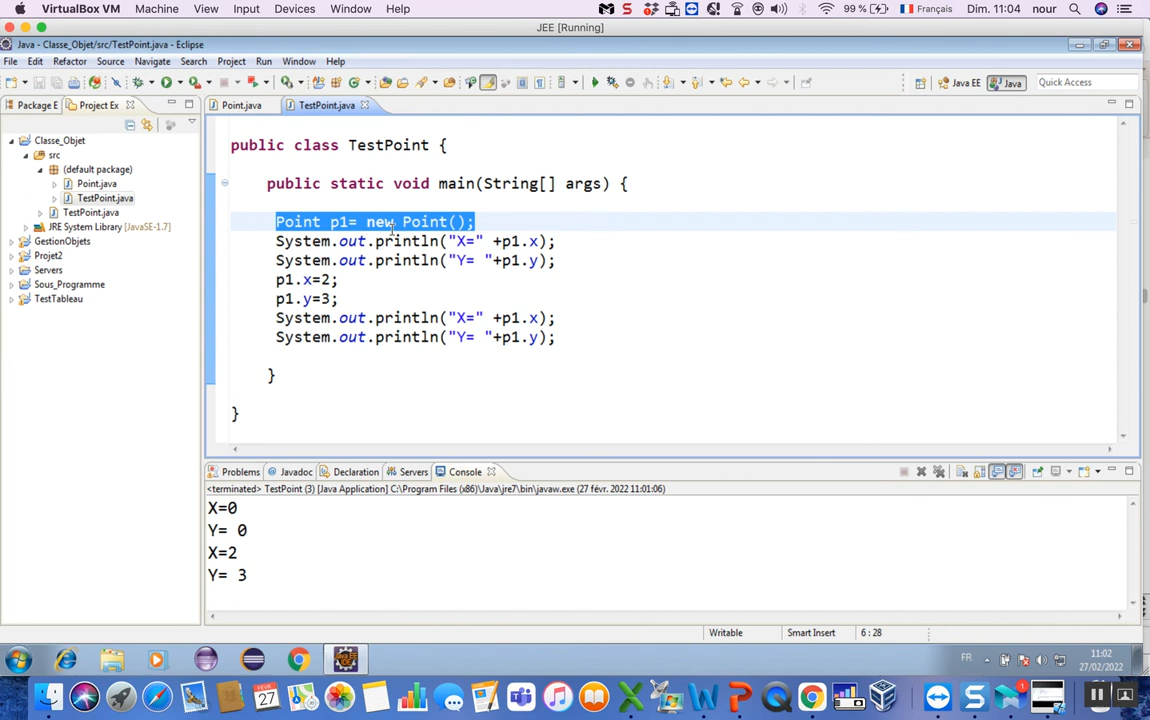 VirtualBox VM Machine View Input Devices Window Help 99 % Français Dim. 11:04 nour
JEE [Running]
Java - Classe_Objet/src/TestPoint.java - Eclipse
File Edit Refactor Source Navigate Search Project Run Window Help
Java EE Java Quick Access
Package E Project Ex
Point.java TestPoint.java
Classe_Objet
src
(default package)
Point.java
TestPoint.java
TestPoint.java
JRE System Library [JavaSE-1.7]
GestionObjets
Projet2
Servers
Sous_Programme
TestTableau
public class TestPoint {
public static void main(String[] args) {
Point p1= new Point();
System.out.println("X=" +p1.x);
System.out.println("Y= "+p1.y);
p1.x=2;
p1.y=3;
System.out.println("X=" +p1.x);
System.out.println("Y= "+p1.y);
}
}
Problems @ Javadoc Declaration Servers Console
<terminated> TestPoint (3) [Java Application] C:\Program Files (x86)\Java\jre7\bin\javaw.exe (27 févr. 2022 11:01:06)
X=0
Y= 0
X=2
Y= 3
Writable Smart Insert 6 : 28
FR 11:02
27/02/2022